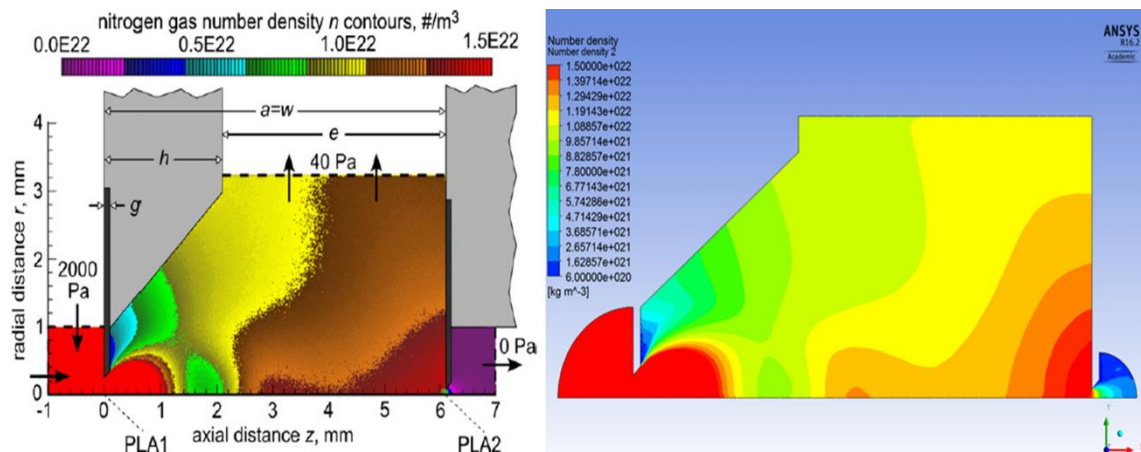 nitrogen gas number density n contours, #/m³
0.0E22 0.5E22 1.0E22 1.5E22
4
3
2
1
0
radial distance r, mm
a=w
e
h
g
40 Pa
2000
Pa
0 Pa
-1 0 1 2 3 4 5 6 7
PLA1
axial distance z, mm
PLA2
Number density
Number density 2
1.50000e+022
1.39714e+022
1.29429e+022
1.19143e+022
1.08857e+022
9.85714e+021
8.82857e+021
7.80000e+021
6.77143e+021
5.74286e+021
4.71429e+021
3.68571e+021
2.65714e+021
1.62857e+021
6.00000e+020
[kg m^-3]
ANSYS
R16.2
Academic